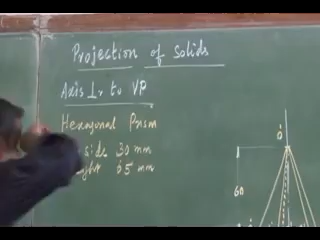 Projection of Solids
Axis ⊥r to VP
Hexagonal Prism
side 30 mm
65 mm
o'
60